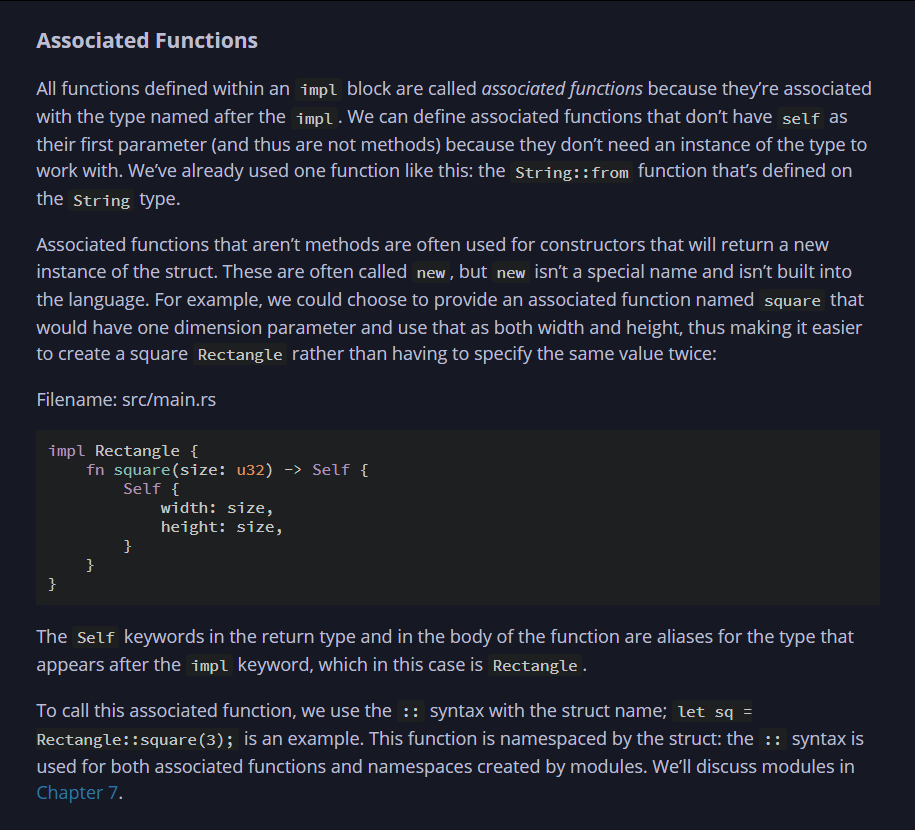 Associated Functions
All functions defined within an impl block are called associated functions because they’re associated
with the type named after the impl. We can define associated functions that don’t have self as
their first parameter (and thus are not methods) because they don’t need an instance of the type to
work with. We’ve already used one function like this: the String::from function that’s defined on
the String type.
Associated functions that aren’t methods are often used for constructors that will return a new
instance of the struct. These are often called new, but new isn’t a special name and isn’t built into
the language. For example, we could choose to provide an associated function named square that
would have one dimension parameter and use that as both width and height, thus making it easier
to create a square Rectangle rather than having to specify the same value twice:
Filename: src/main.rs
impl Rectangle {
    fn square(size: u32) -> Self {
        Self {
            width: size,
            height: size,
        }
    }
}
The Self keywords in the return type and in the body of the function are aliases for the type that
appears after the impl keyword, which in this case is Rectangle.
To call this associated function, we use the :: syntax with the struct name; let sq =
Rectangle::square(3); is an example. This function is namespaced by the struct: the :: syntax is
used for both associated functions and namespaces created by modules. We’ll discuss modules in
Chapter 7.